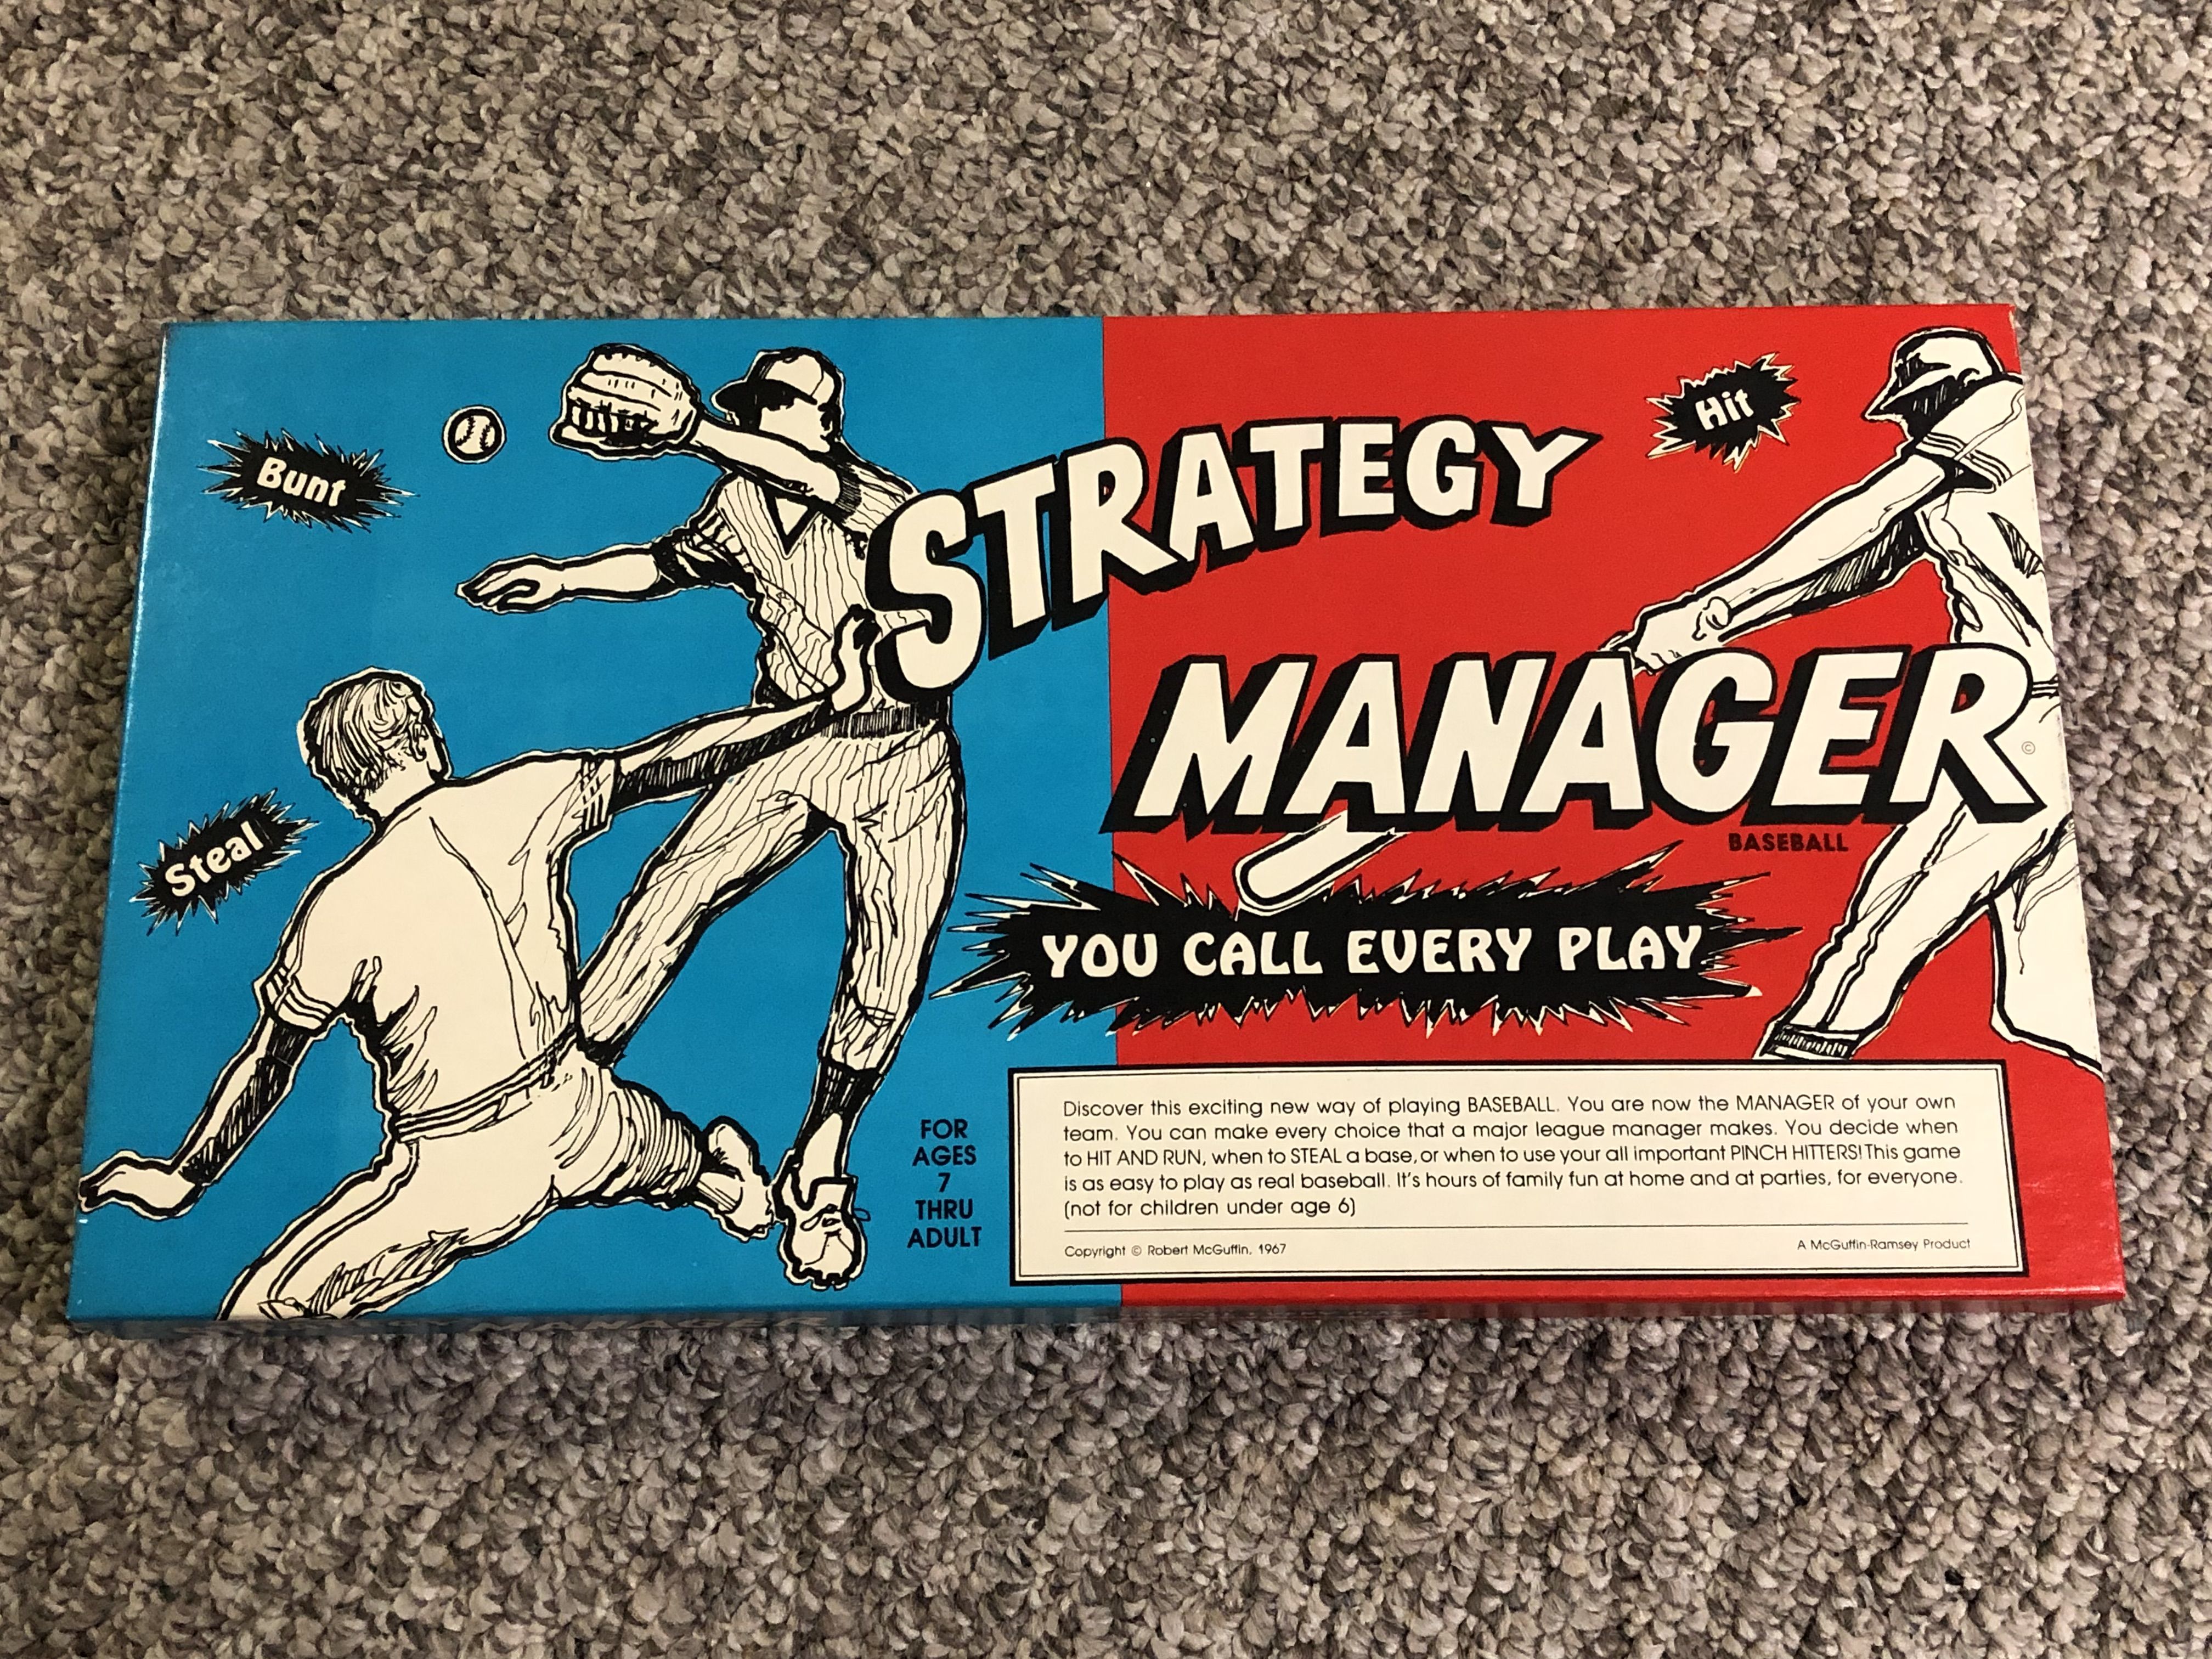 Bunt
Hit
STRATEGY
MANAGER
©
BASEBALL
Steal
YOU CALL EVERY PLAY
FOR
AGES
7
THRU
ADULT
Discover this exciting new way of playing BASEBALL. You are now the MANAGER of your own
team. You can make every choice that a major league manager makes. You decide when
to HIT AND RUN, when to STEAL a base, or when to use your all important PINCH HITTERS! This game
is as easy to play as real baseball. It's hours of family fun at home and at parties, for everyone.
(not for children under age 6)
Copyright © Robert McGuffin, 1967
A McGuffin-Ramsey Product